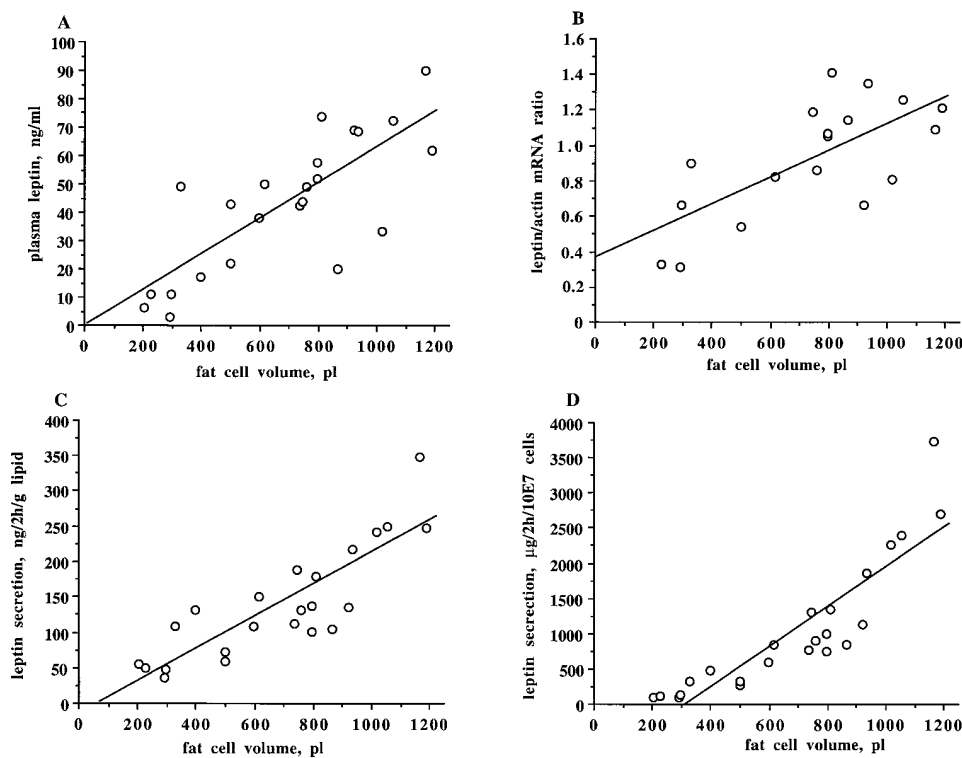 A
plasma leptin, ng/ml
100
90
80
70
60
50
40
30
20
10
0
0 200 400 600 800 1000 1200
fat cell volume, pl
B
leptin/actin mRNA ratio
1.6
1.4
1.2
1.0
0.8
0.6
0.4
0.2
0
0 200 400 600 800 1000 1200
fat cell volume, pl
C
leptin secretion, ng/2h/g lipid
400
350
300
250
200
150
100
50
0
0 200 400 600 800 1000 1200
fat cell volume, pl
D
leptin secrection, µg/2h/10E7 cells
4000
3500
3000
2500
2000
1500
1000
500
0
0 200 400 600 800 1000 1200
fat cell volume, pl